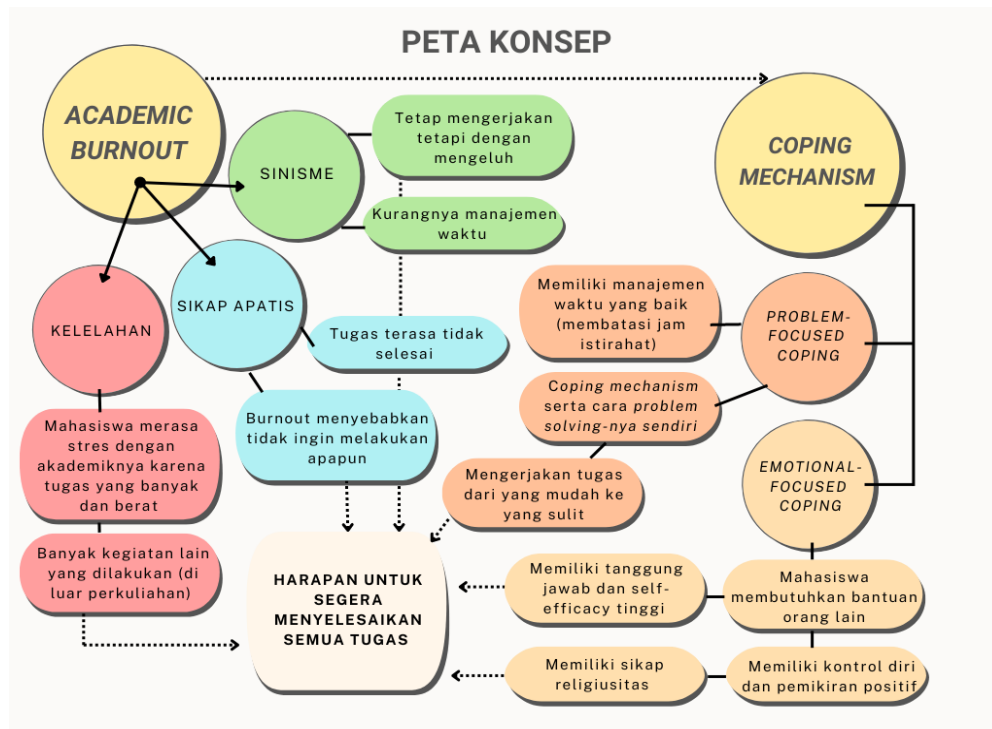 PETA KONSEP
ACADEMIC
BURNOUT
SINISME
Tetap mengerjakan
tetapi dengan
mengeluh
Kurangnya manajemen
waktu
SIKAP APATIS
Tugas terasa tidak
selesai
Burnout menyebabkan
tidak ingin melakukan
apapun
KELELAHAN
Mahasiswa merasa
stres dengan
akademiknya karena
tugas yang banyak
dan berat
Banyak kegiatan lain
yang dilakukan (di
luar perkuliahan)
HARAPAN UNTUK
SEGERA
MENYELESAIKAN
SEMUA TUGAS
COPING
MECHANISM
PROBLEM-
FOCUSED
COPING
Memiliki manajemen
waktu yang baik
(membatasi jam
istirahat)
Coping mechanism
serta cara problem
solving-nya sendiri
Mengerjakan tugas
dari yang mudah ke
yang sulit
EMOTIONAL-
FOCUSED
COPING
Mahasiswa
membutuhkan bantuan
orang lain
Memiliki tanggung
jawab dan self-
efficacy tinggi
Memiliki kontrol diri
dan pemikiran positif
Memiliki sikap
religiusitas